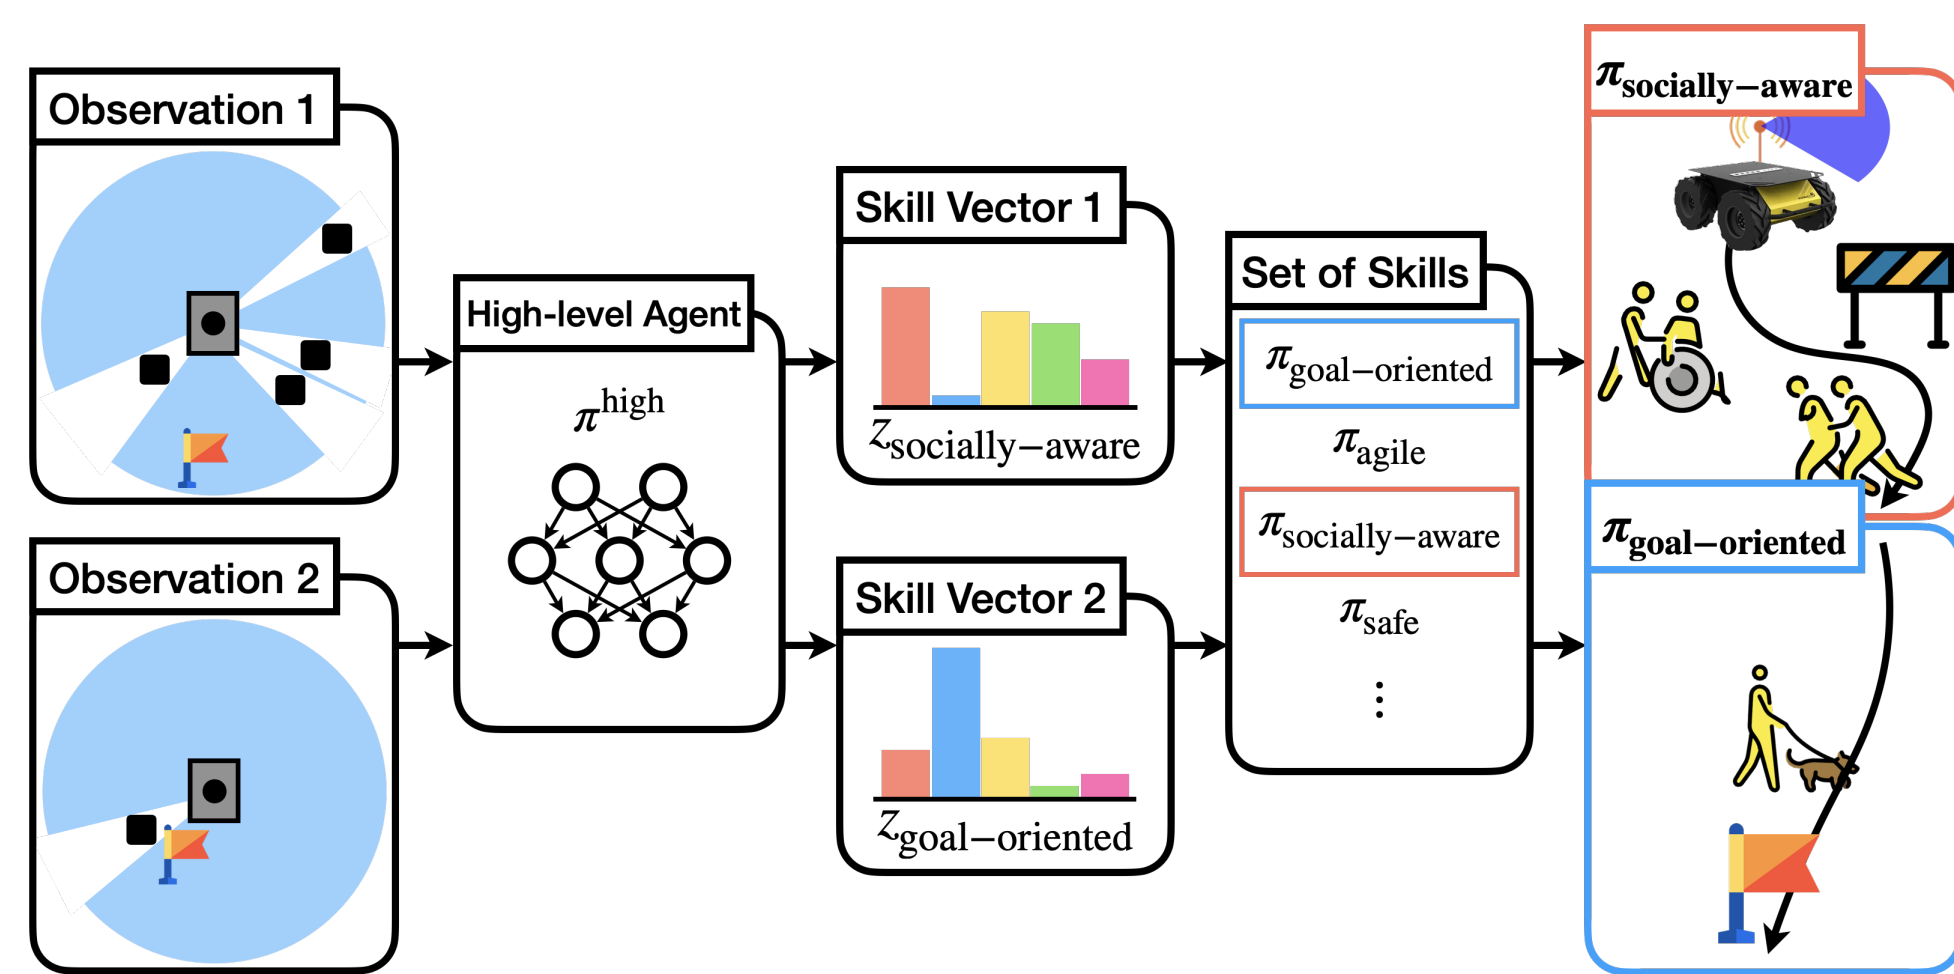 Observation 1
Observation 2
High-level Agent
π^high
Skill Vector 1
z_socially−aware
Skill Vector 2
z_goal−oriented
Set of Skills
π_goal−oriented
π_agile
π_socially−aware
π_safe
⋮
π_socially−aware
π_goal−oriented